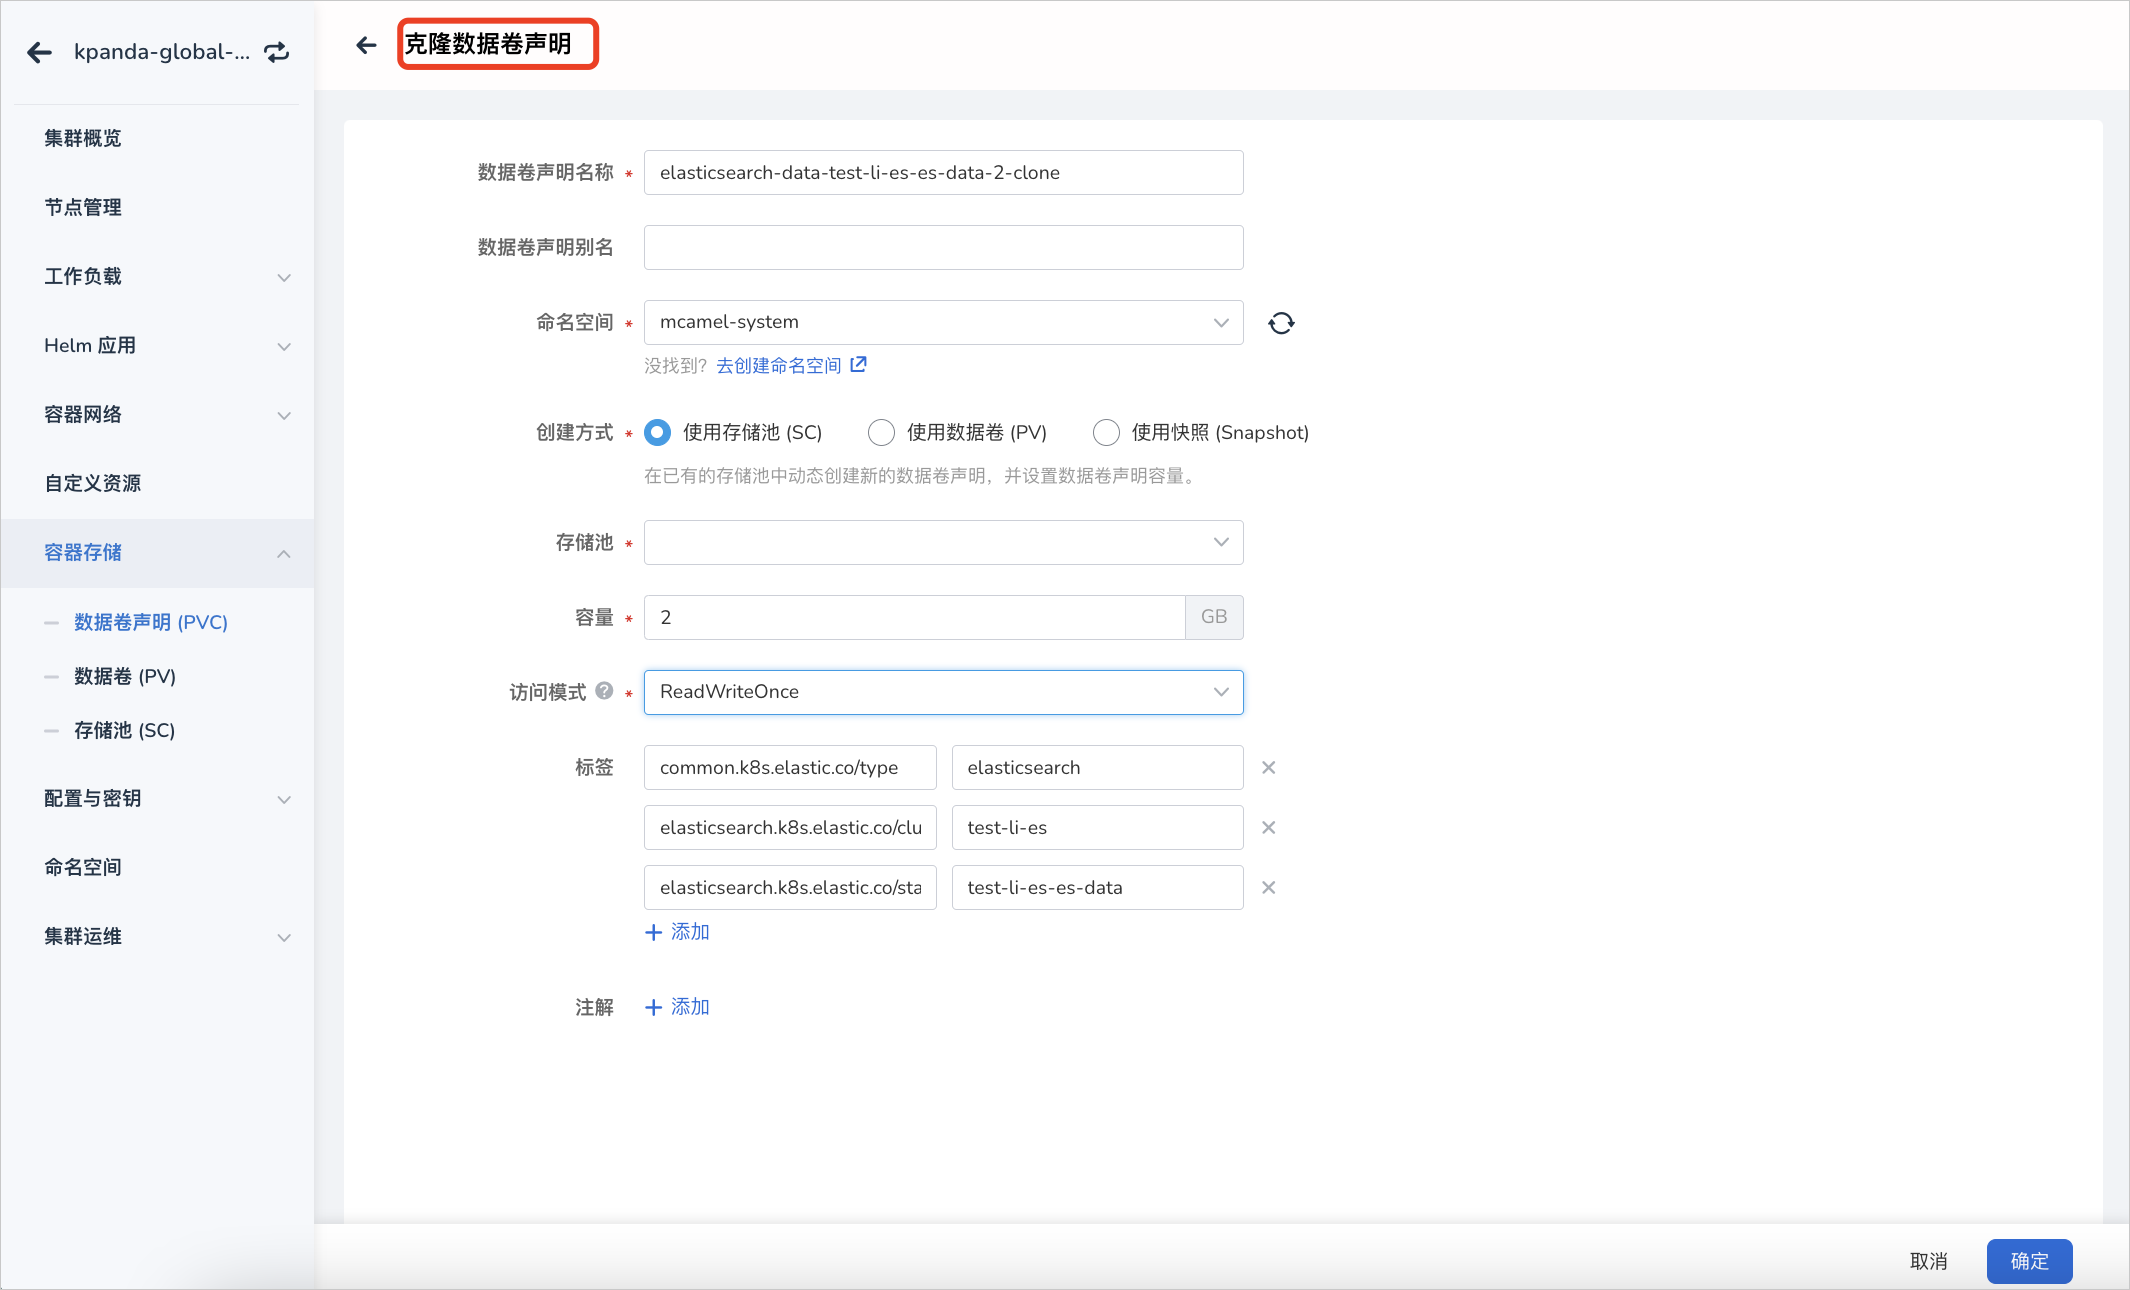 kpanda-global-...
集群概览
节点管理
工作负载
Helm 应用
容器网络
自定义资源
容器存储
数据卷声明 (PVC)
数据卷 (PV)
存储池 (SC)
配置与密钥
命名空间
集群运维
克隆数据卷声明
数据卷声明名称 * elasticsearch-data-test-li-es-es-data-2-clone
数据卷声明别名
命名空间 * mcamel-system
没找到? 去创建命名空间
创建方式 * 使用存储池 (SC) 使用数据卷 (PV) 使用快照 (Snapshot)
在已有的存储池中动态创建新的数据卷声明，并设置数据卷声明容量。
存储池 *
容量 * 2 GB
访问模式 ? * ReadWriteOnce
标签 common.k8s.elastic.co/type elasticsearch
elasticsearch.k8s.elastic.co/clu test-li-es
elasticsearch.k8s.elastic.co/sta test-li-es-es-data
+ 添加
注解 + 添加
取消 确定